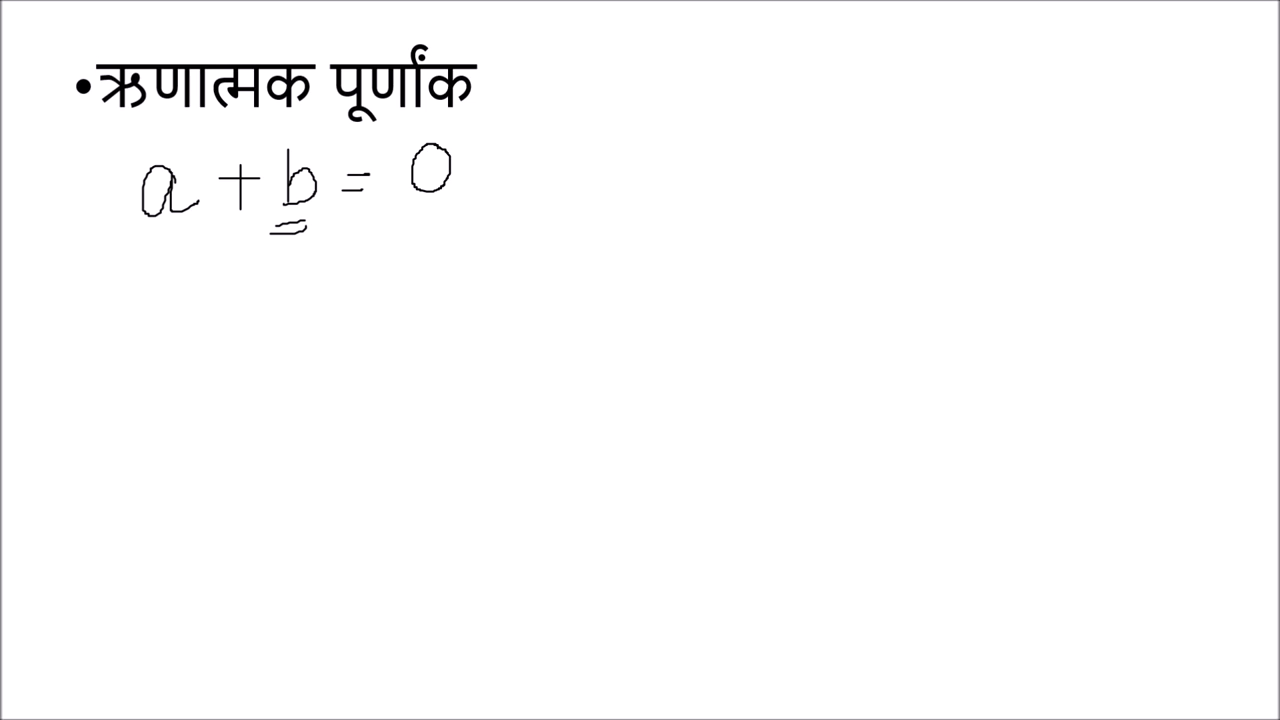 •ऋणात्मक पूर्णांक
a + b = 0